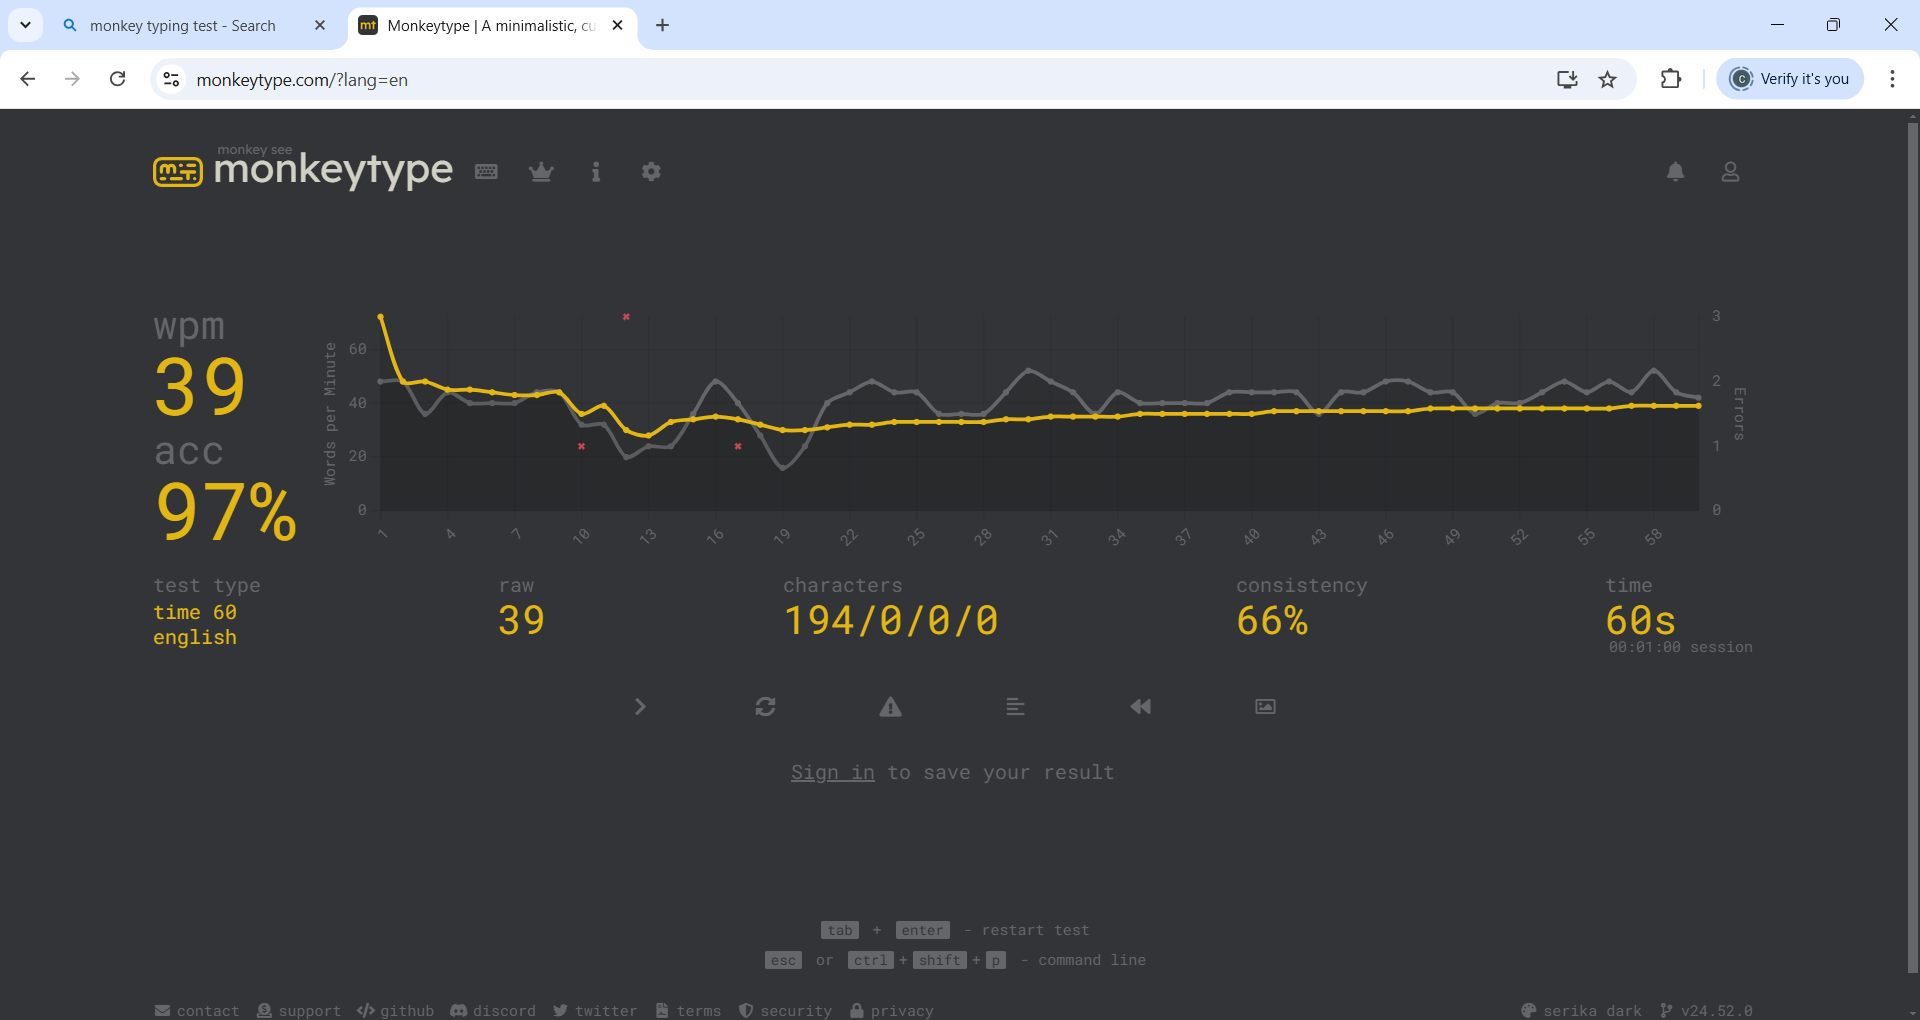 monkey typing test - Search
Monkeytype | A minimalistic, cu
monkeytype.com/?lang=en
Verify it's you
C
monkey see
monkeytype
mt
wpm
39
acc
97%
Words per Minute
60
40
20
0
1 4 7 10 13 16 19 22 25 28 31 34 37 40 43 46 49 52 55 58
3
2
1
0
Errors
test type
time 60
english
raw
39
characters
194/0/0/0
consistency
66%
time
60s
00:01:00 session
Sign in to save your result
tab + enter - restart test
esc or ctrl + shift + p - command line
contact support github discord twitter terms security privacy serika dark v24.52.0